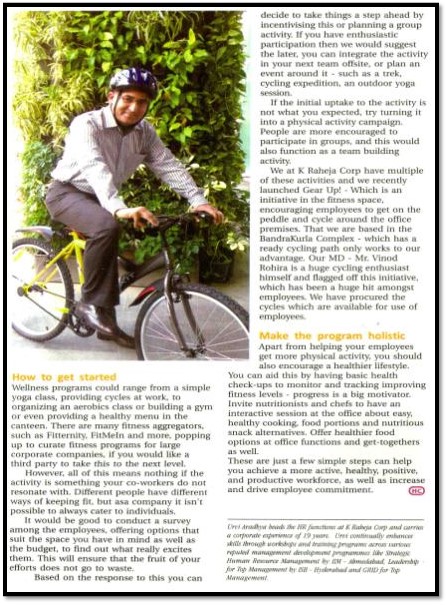 How to get started
Wellness programs could range from a simple
yoga class, providing cycles at work, to
organizing an aerobics class or building a gym
or even providing a healthy menu in the
canteen. There are many fitness aggregators,
such as Fitternity, FitMefn and more, popping
up to curate fitness programs for large
corporate companies, if you would like a
third party to take this to the next level.
However, all of this means nothing if the
activity is something your co-workers do not
resonate with. Different people have different
ways of keeping fit, but asa company it isn't
possible to always cater to individuals.
It would be good to conduct a survey
among the employees, offering options that
suit the space you have in mind as well as
the budget, to find out what really excites
them. This will ensure that the fruit of your
efforts does not go to waste.
Based on the response to this you can
decide to take things a step ahead by
incentivising this or planning a group
activity. If you have enthusiastic
participation then we would suggest
the later, you can integrate the activity
in your next team offsite, or plan an
event around it - such as a trek,
cycling expedition, an outdoor yoga
session.
If the initial uptake to the activity is
not what you expected, try turning it
into a physical activity campaign.
People are more encouraged to
participate in groups, and this would
also function as a team building
activity.
We at K Raheja Corp have multiple
of these activities and we recently
launched Gear Up! - Which is an
initiative in the fitness space,
encouraging employees to get on the
peddle and cycle around the office
premises. That we are based in the
BandraKurla Complex - which has a
ready cycling path only works to our
advantage. Our MD - Mr. Vinod
Rohira is a huge cycling enthusiast
himself and flagged off this initiative,
which has been a huge hit amongst
employees. We have procured the
cycles which are available for use of
employees.
Make the program holistic
Apart from helping your employees
get more physical activity, you should
also encourage a healthier lifestyle.
You can aid this by having basic health
check-ups to monitor and tracking improving
fitness levels - progress is a big motivator.
Invite nutritionists and chefs to have an
interactive session at the office about easy,
healthy cooking, food portions and nutritious
snack alternatives. Offer healthier food
options at office functions and get-togethers
as well.
These are just a few simple steps can help
you achieve a more active, healthy, positive,
and productive workforce, as well as increase
and drive employee commitment. HC
Urvi Aradhya heads the HR functions at K Raheja Corp and carries
a corporate experience of 19 years. Urvi continually enhances
skills through workshops and training programs across various
reputed management development programmes like Strategic
Human Resource Management by IIM - Ahmedabad, Leadership
for Top Management by ISB - Hyderabad and GRID for Top
Management.